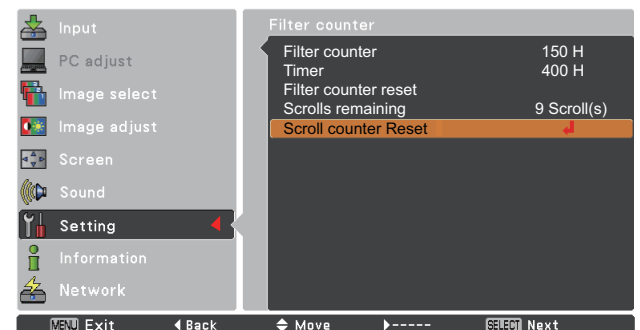 Input
PC adjust
Image select
Image adjust
Screen
Sound
Setting
Information
Network
Filter counter
Filter counter 150 H
Timer 400 H
Filter counter reset
Scrolls remaining 9 Scroll(s)
Scroll counter Reset
MENU Exit Back Move ----- SELECT Next